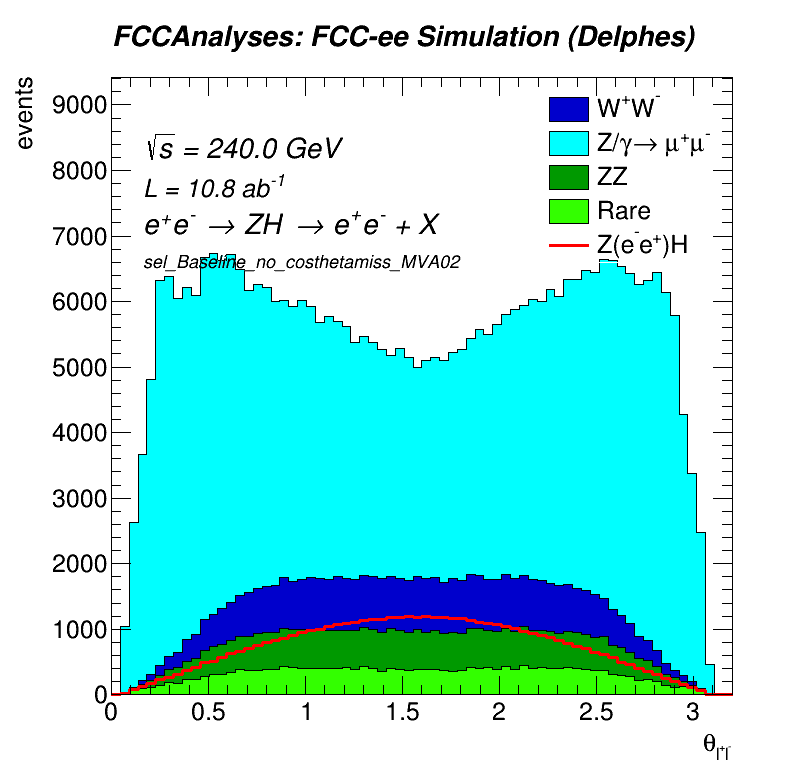 FCCAnalyses: FCC-ee Simulation (Delphes)
events
9000
8000
7000
6000
5000
4000
3000
2000
1000
0
√s = 240.0 GeV
L = 10.8 ab⁻¹
e⁺e⁻ → ZH → e⁺e⁻ + X
sel_Baseline_no_costhetamiss_MVA02
W⁺W⁻
Z/γ→ μ⁺μ⁻
ZZ
Rare
Z(e⁻e⁺)H
0 0.5 1 1.5 2 2.5 3
θ_l⁺l⁻